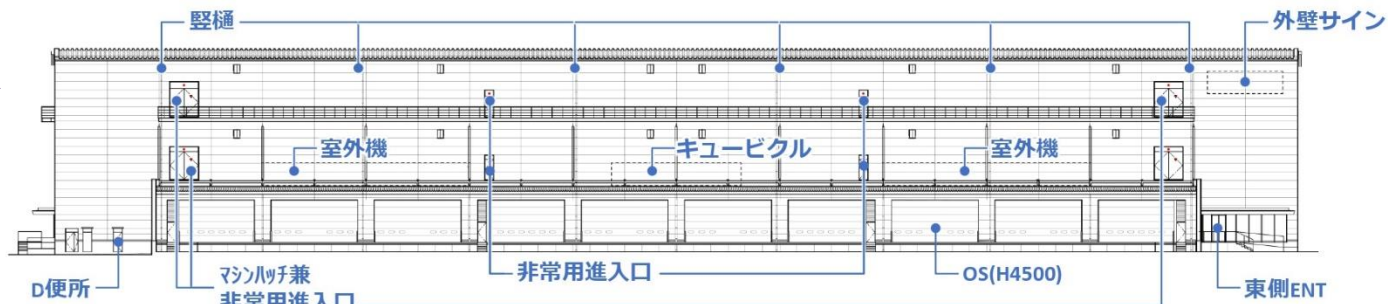 竪樋
外壁サイン
室外機
キュービクル
室外機
D便所
マシンハッチ兼
非常用進入口
非常用進入口
OS(H4500)
東側ENT